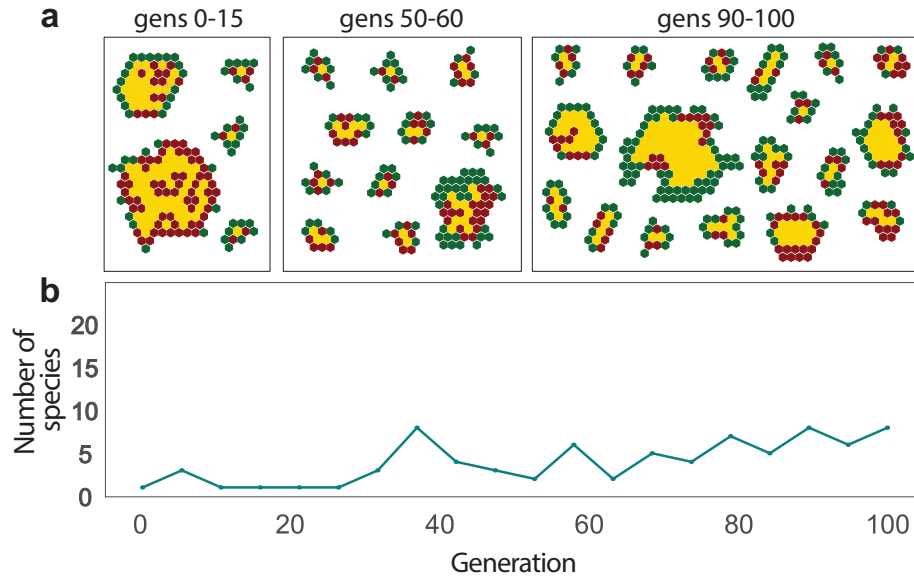 a
gens 0-15
gens 50-60
gens 90-100
b
Number of
species
20
15
10
5
0
0
20
40
60
80
100
Generation